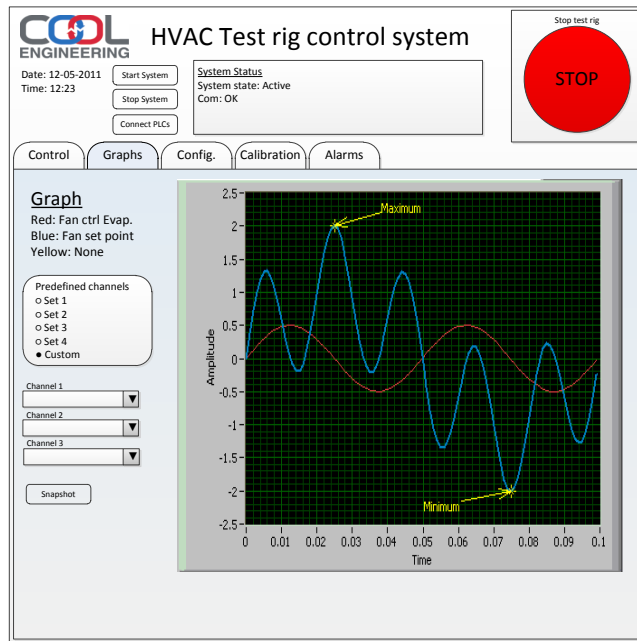 COOL
ENGINEERING
HVAC Test rig control system
Stop test rig
STOP
Date: 12-05-2011
Time: 12:23
Start System
Stop System
Connect PLCs
System Status
System state: Active
Com: OK
Control
Graphs
Config.
Calibration
Alarms
Graph
Red: Fan ctrl Evap.
Blue: Fan set point
Yellow: None
Predefined channels
Set 1
Set 2
Set 3
Set 4
Custom
Channel 1
Channel 2
Channel 3
Snapshot
Amplitude
2.5
2
1.5
1
0.5
0
-0.5
-1
-1.5
-2
-2.5
Maximum
Minimum
0 0.01 0.02 0.03 0.04 0.05 0.06 0.07 0.08 0.09 0.1
Time